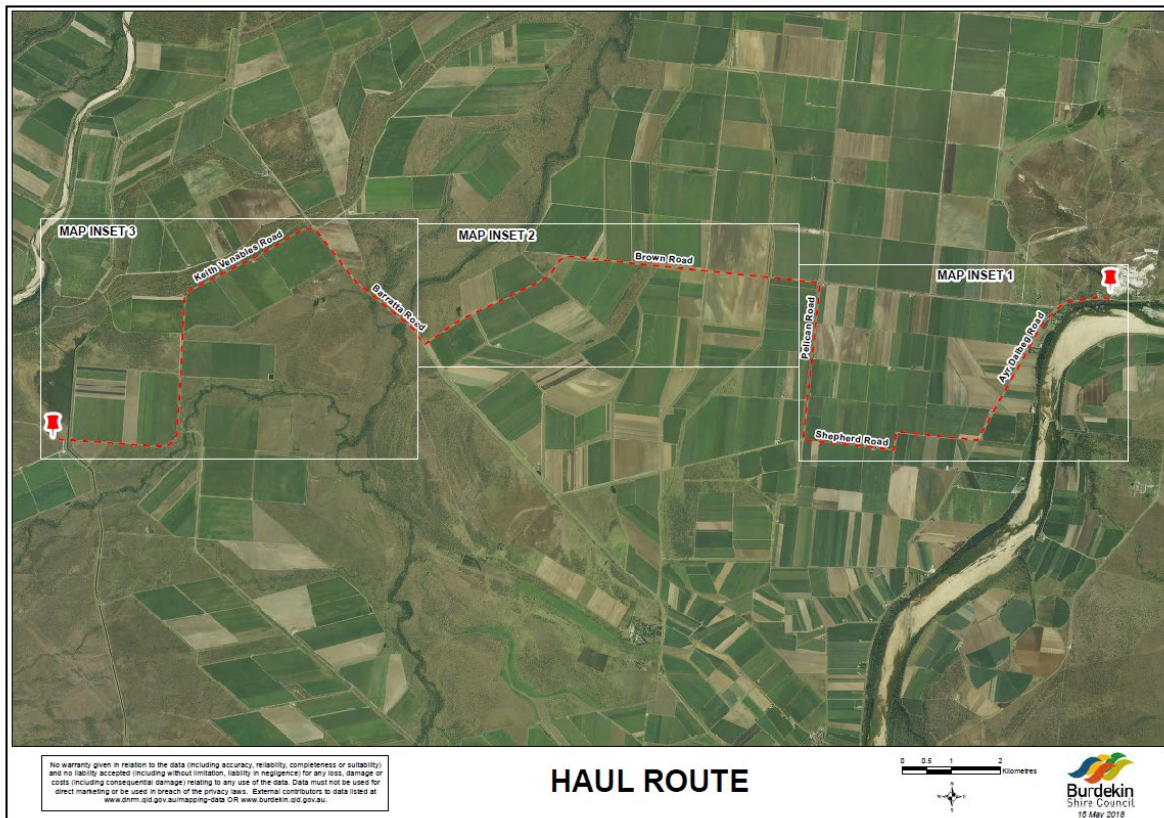 MAP INSET 3
MAP INSET 2
MAP INSET 1
Keith Venables Road
Barratta Road
Brown Road
Pelican Road
Ayr Dalbeg Road
Shepherd Road
No warranty given in relation to the data (including accuracy, reliability, completeness or suitability)
and no liability accepted (including without limitation, liability in negligence) for any loss, damage or
costs (including consequential damage) relating to any use of the data. Data must not be used for
direct marketing or be used in breach of the privacy laws. External contributors to data listed at
www.dnrm.qld.gov.au/mapping-data OR www.burdekin.qld.gov.au.
HAUL ROUTE
0 0.5 1 2
Kilometres
N
W E
S
Burdekin
Shire Council
16 May 2018